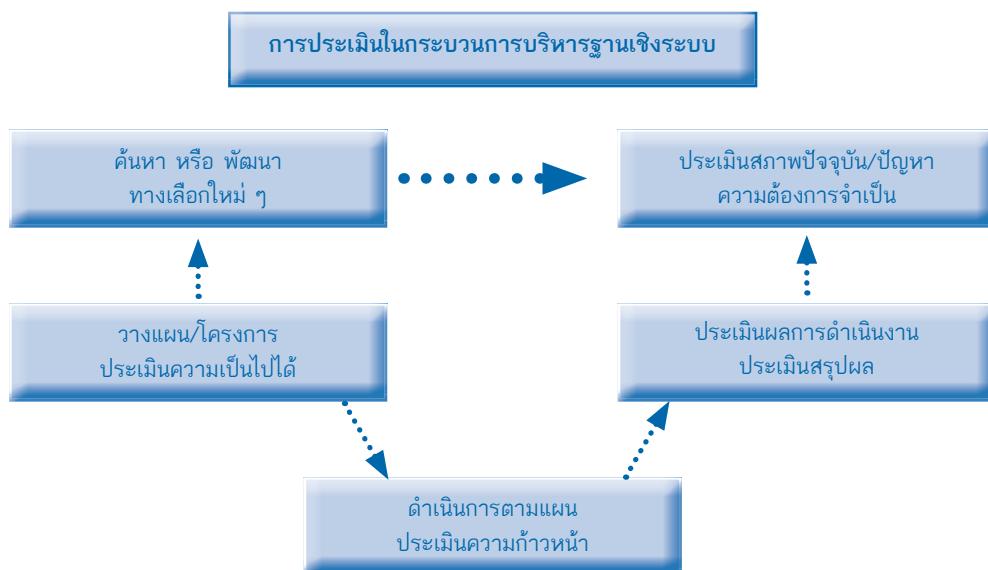 การประเมินในกระบวนการบริหารฐานเชิงระบบ
ค้นหา หรือ พัฒนา
ทางเลือกใหม่ ๆ
ประเมินสภาพปัจจุบัน/ปัญหา
ความต้องการจำเป็น
วางแผน/โครงการ
ประเมินความเป็นไปได้
ประเมินผลการดำเนินงาน
ประเมินสรุปผล
ดำเนินการตามแผน
ประเมินความก้าวหน้า